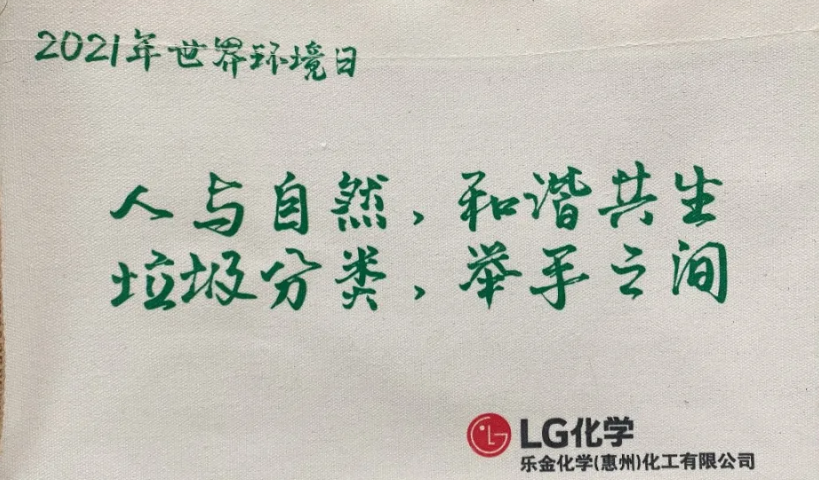 2021年世界环境日
人与自然，和谐共生
垃圾分类，举手之间
LG化学
乐金化学(惠州)化工有限公司